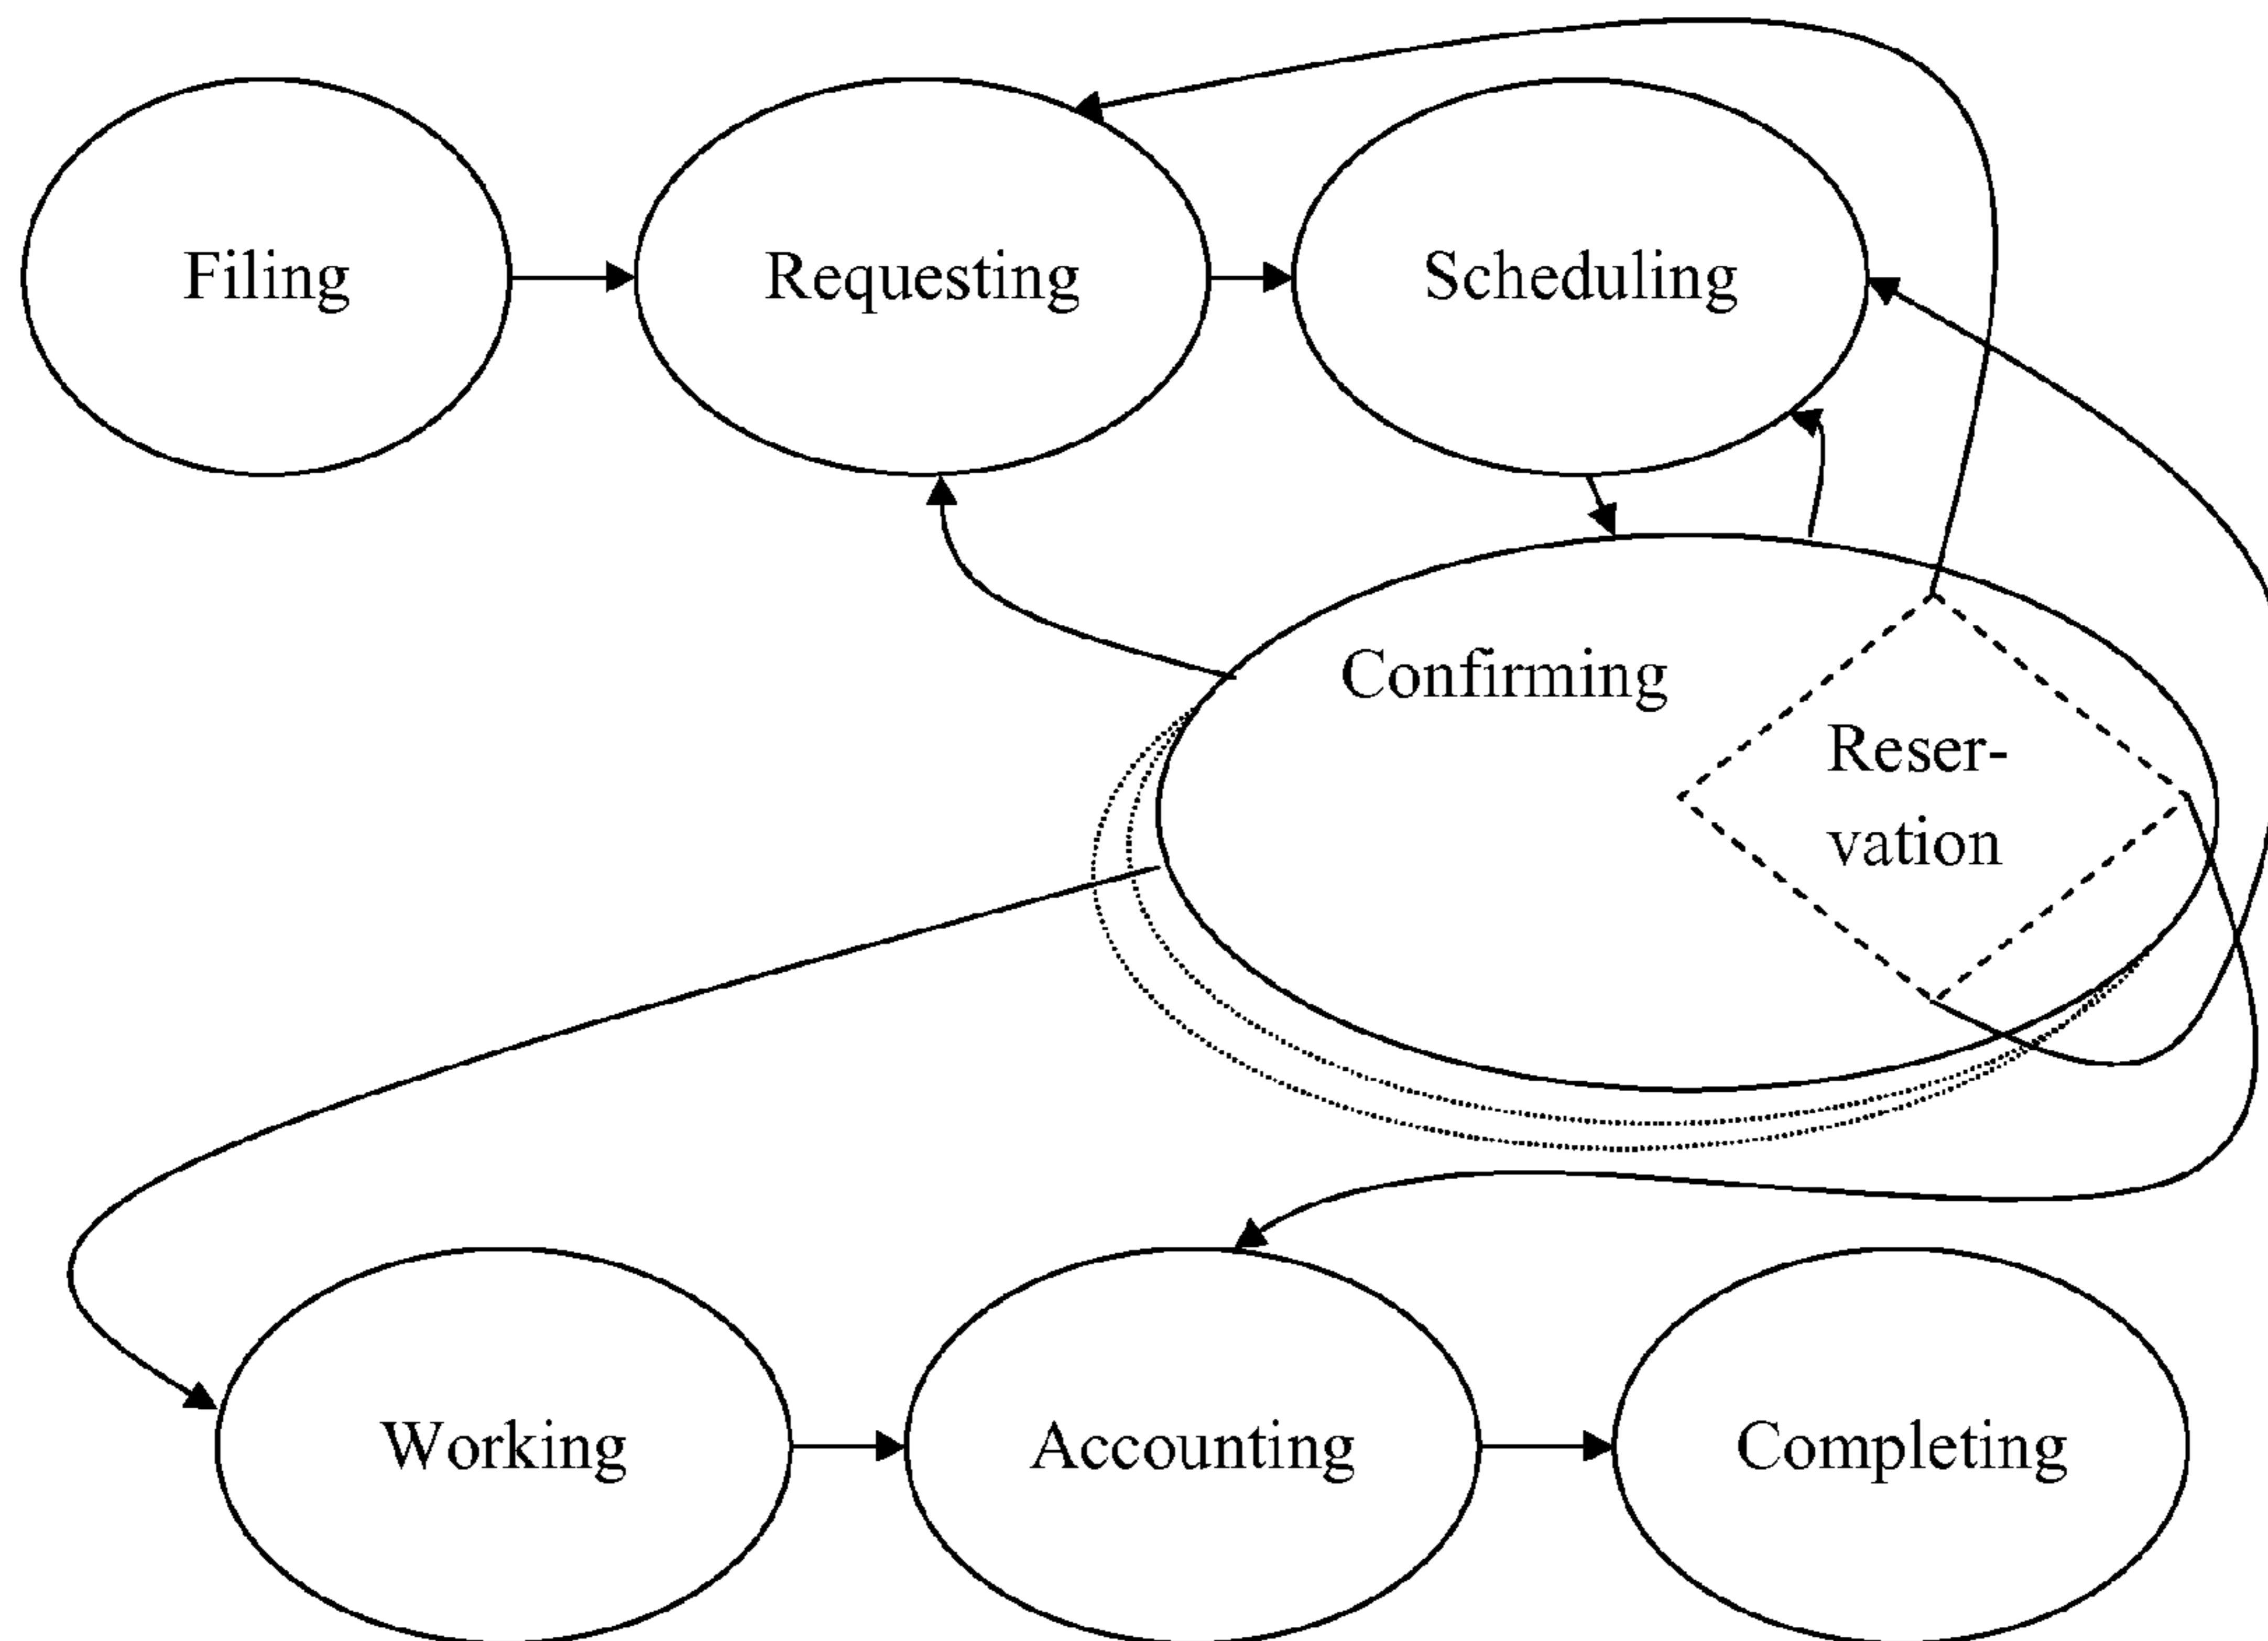 Filing
Requesting
Scheduling
Confirming
Reser-
vation
Working
Accounting
Completing